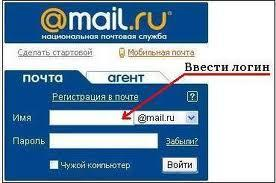 @mail.ru®
национальная почтовая служба
Сделать стартовой
Мобильная почта
Ввести логин
почта
агент
Регистрация в почте
?
Имя
@mail.ru
Пароль
Забыли?
Чужой компьютер
Войти